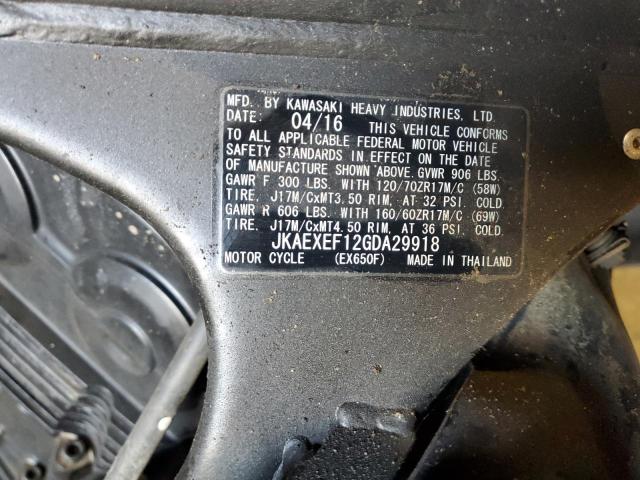 MFD. BY KAWASAKI HEAVY INDUSTRIES, LTD.
DATE: 04/16 THIS VEHICLE CONFORMS
TO ALL APPLICABLE FEDERAL MOTOR VEHICLE
SAFETY STANDARDS IN EFFECT ON THE DATE
OF MANUFACTURE SHOWN ABOVE. GVWR 906 LBS.
GAWR F 300 LBS. WITH 120/70ZR17M/C (58W)
TIRE, J17M/CxMT3.50 RIM, AT 32 PSI. COLD
GAWR R 606 LBS. WITH 160/60ZR17M/C (69W)
TIRE, J17M/CxMT4.50 RIM, AT 36 PSI. COLD
JKAEXEF12GDA29918
MOTOR CYCLE (EX650F) MADE IN THAILAND